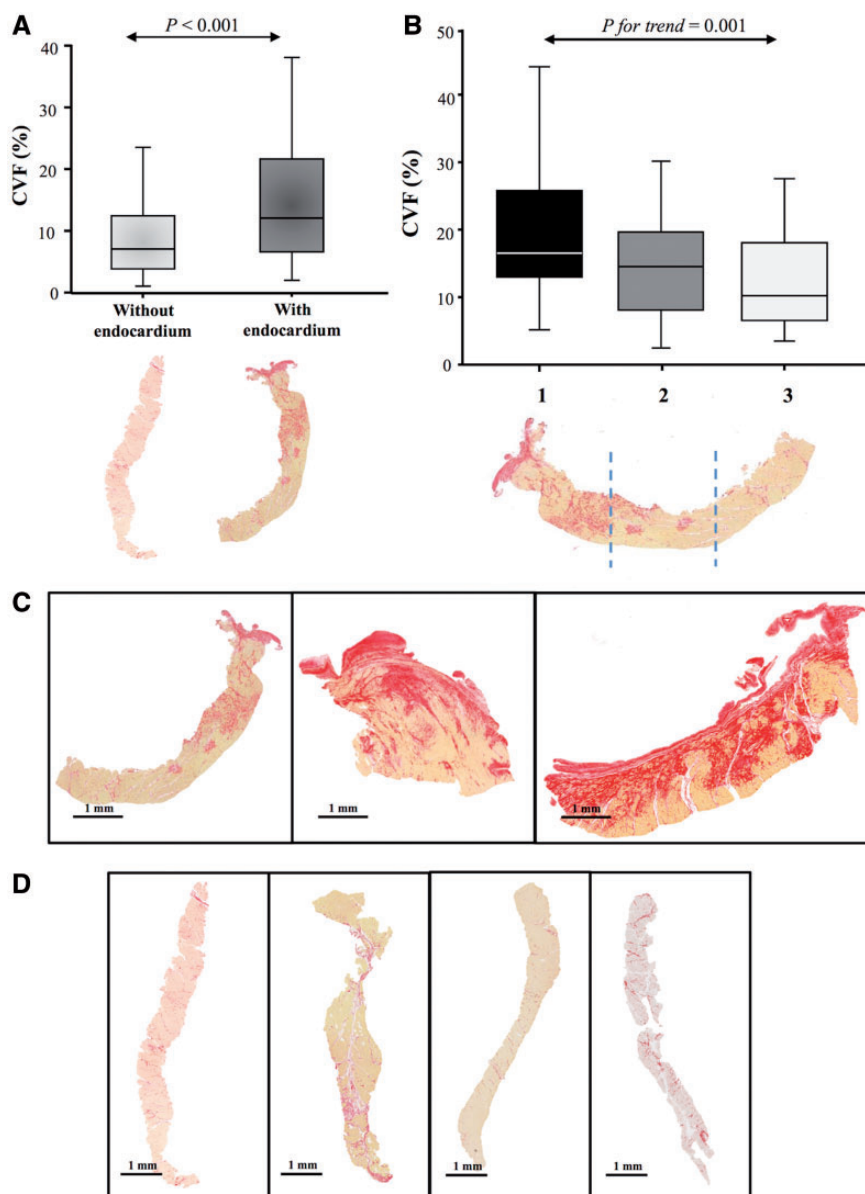 A
P < 0.001
40
30
20
10
0
CVF (%)
Without
endocardium
With
endocardium
B
P for trend = 0.001
50
40
30
20
10
0
CVF (%)
1
2
3
C
1 mm
1 mm
1 mm
D
1 mm
1 mm
1 mm
1 mm